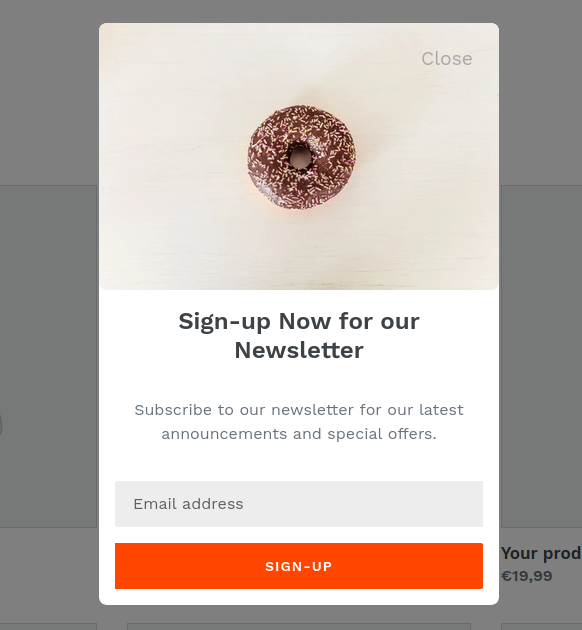 Close
Sign-up Now for our
Newsletter
Subscribe to our newsletter for our latest
announcements and special offers.
Email address
SIGN-UP
Your prod
€19,99